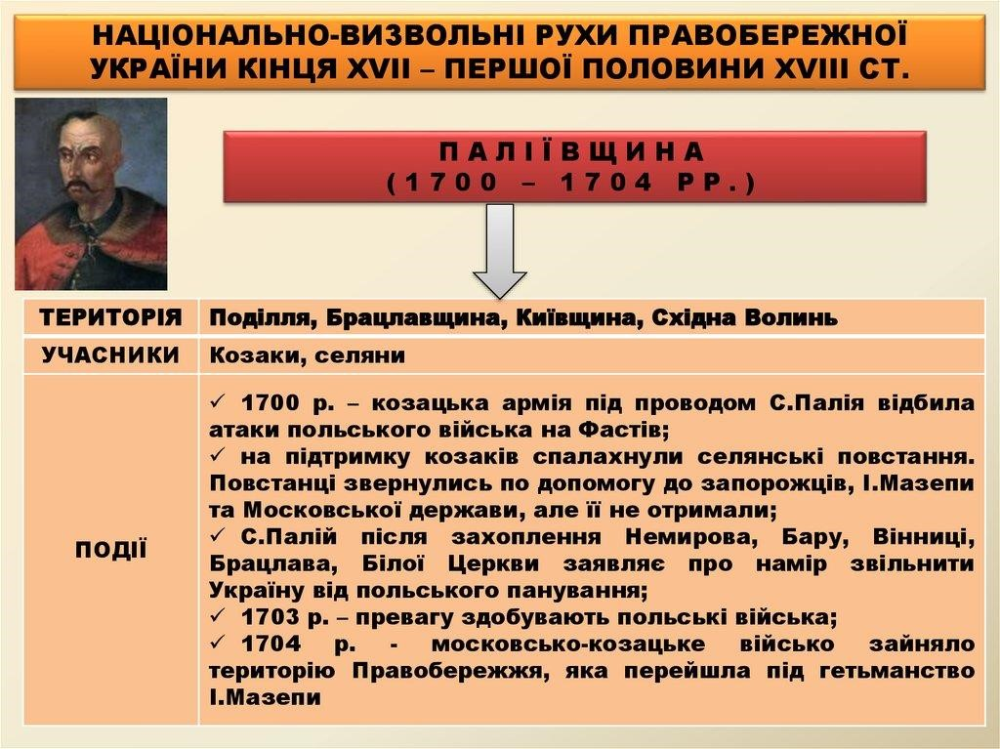 НАЦІОНАЛЬНО-ВИЗВОЛЬНІ РУХИ ПРАВОБЕРЕЖНОЇ
УКРАЇНИ КІНЦЯ XVII – ПЕРШОЇ ПОЛОВИНИ XVIII СТ.
ПАЛІЇВЩИНА
(1700 – 1704 РР.)
ТЕРИТОРІЯ
Поділля, Брацлавщина, Київщина, Східна Волинь
УЧАСНИКИ
Козаки, селяни
ПОДІЇ
✓ 1700 р. – козацька армія під проводом С.Палія відбила
атаки польського війська на Фастів;
✓ на підтримку козаків спалахнули селянські повстання.
Повстанці звернулись по допомогу до запорожців, І.Мазепи
та Московської держави, але її не отримали;
✓ С.Палій після захоплення Немирова, Бару, Вінниці,
Брацлава, Білої Церкви заявляє про намір звільнити
Україну від польського панування;
✓ 1703 р. – превагу здобувають польські війська;
✓ 1704 р. - московсько-козацьке військо зайняло
територію Правобережжя, яка перейшла під гетьманство
І.Мазепи